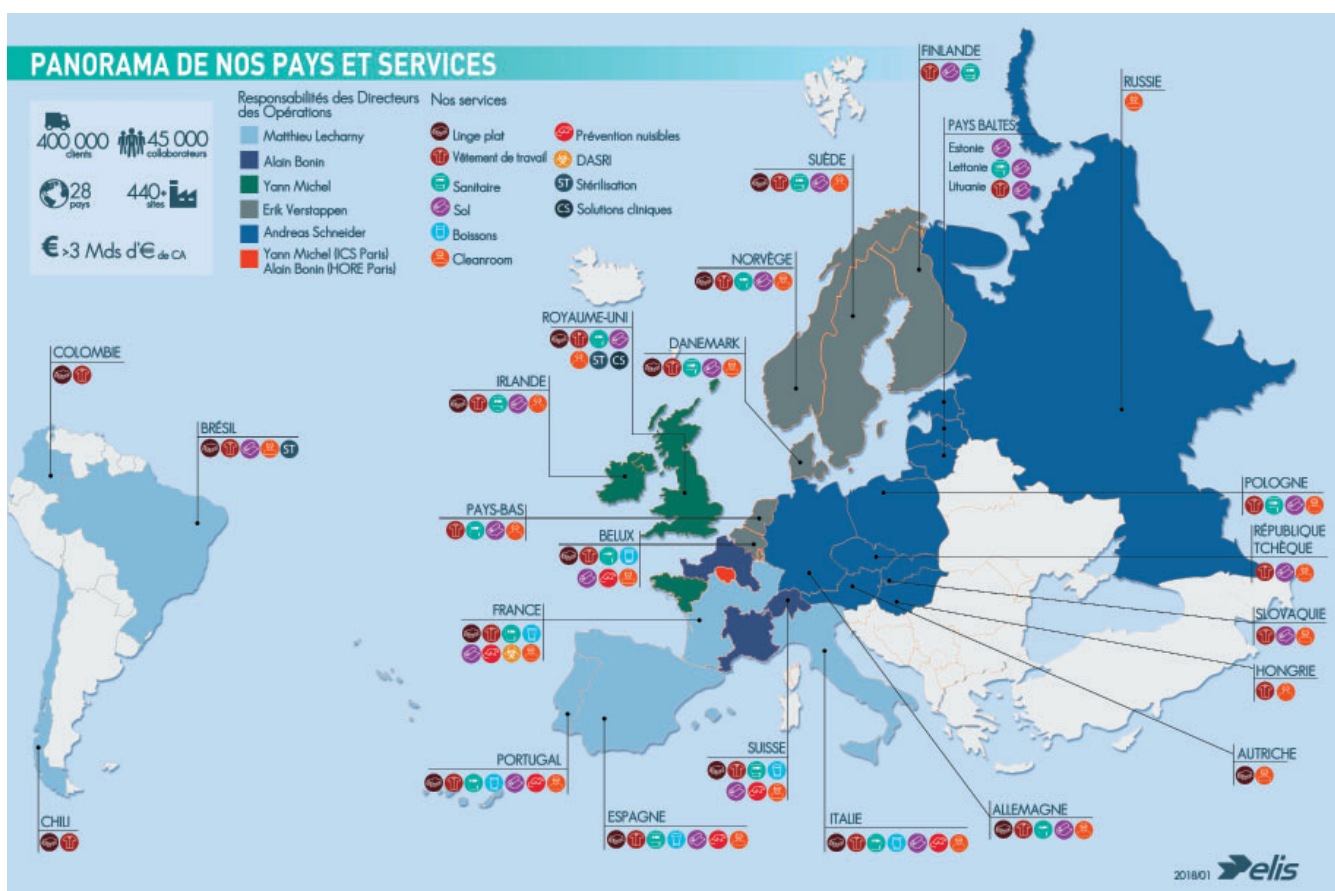 PANORAMA DE NOS PAYS ET SERVICES
400 000
clients
45 000
collaborateurs
28
pays
440+
sites
€ >3 Mds d'€ de CA
Responsabilités des Directeurs
des Opérations
Matthieu Lecharny
Alain Bonin
Yann Michel
Erik Verstappen
Andreas Schneider
Yann Michel (ICS Paris)
Alain Bonin (HORE Paris)
Nos services
Linge plat
Vêtement de travail
Sanitaire
Sol
Boissons
Cleanroom
Prévention nuisibles
DASRI
ST Stérilisation
CS Solutions cliniques
FINLANDE
RUSSIE
PAYS BALTES
Estonie
Lettonie
Lituanie
SUÈDE
NORVÈGE
ROYAUME-UNI
ST CS
DANEMARK
IRLANDE
COLOMBIE
BRÉSIL
ST
PAYS-BAS
BELUX
FRANCE
POLOGNE
RÉPUBLIQUE
TCHÈQUE
SLOVAQUIE
HONGRIE
AUTRICHE
PORTUGAL
SUISSE
ESPAGNE
ITALIE
ALLEMAGNE
CHILI
2018/01 elis